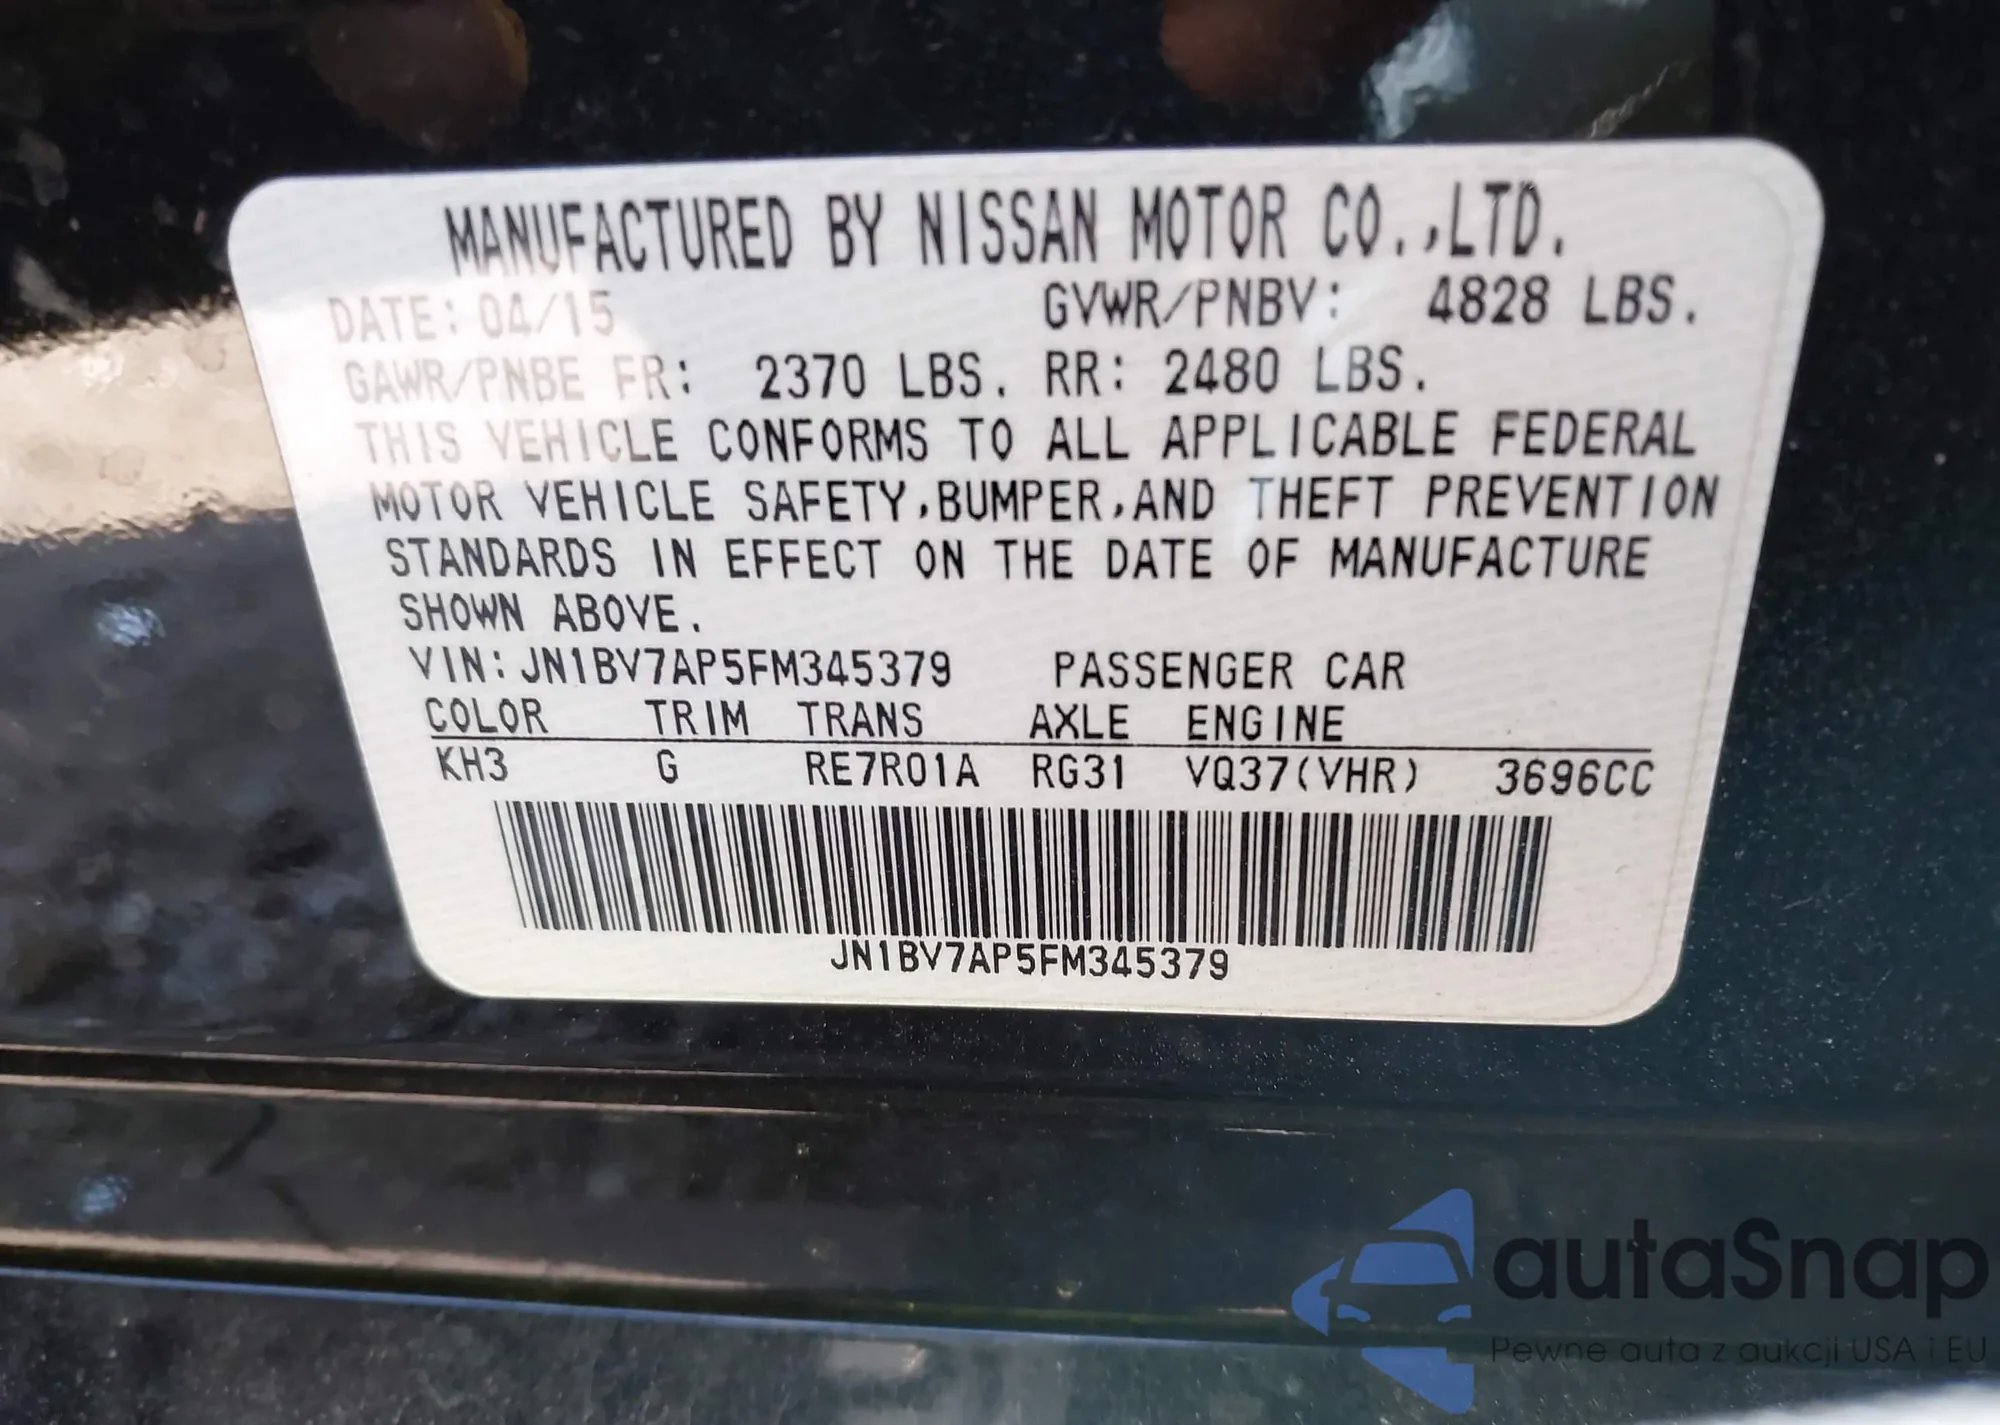 MANUFACTURED BY NISSAN MOTOR CO.,LTD.
DATE: 04/15 GVWR/PNBV: 4828 LBS.
GAWR/PNBE FR: 2370 LBS. RR: 2480 LBS.
THIS VEHICLE CONFORMS TO ALL APPLICABLE FEDERAL
MOTOR VEHICLE SAFETY,BUMPER,AND THEFT PREVENTION
STANDARDS IN EFFECT ON THE DATE OF MANUFACTURE
SHOWN ABOVE.
VIN:JN1BV7AP5FM345379 PASSENGER CAR
COLOR TRIM TRANS AXLE ENGINE
KH3 G RE7R01A RG31 VQ37(VHR) 3696CC
JN1BV7AP5FM345379
autaSnap
Pewne auta z aukcji USA i EU